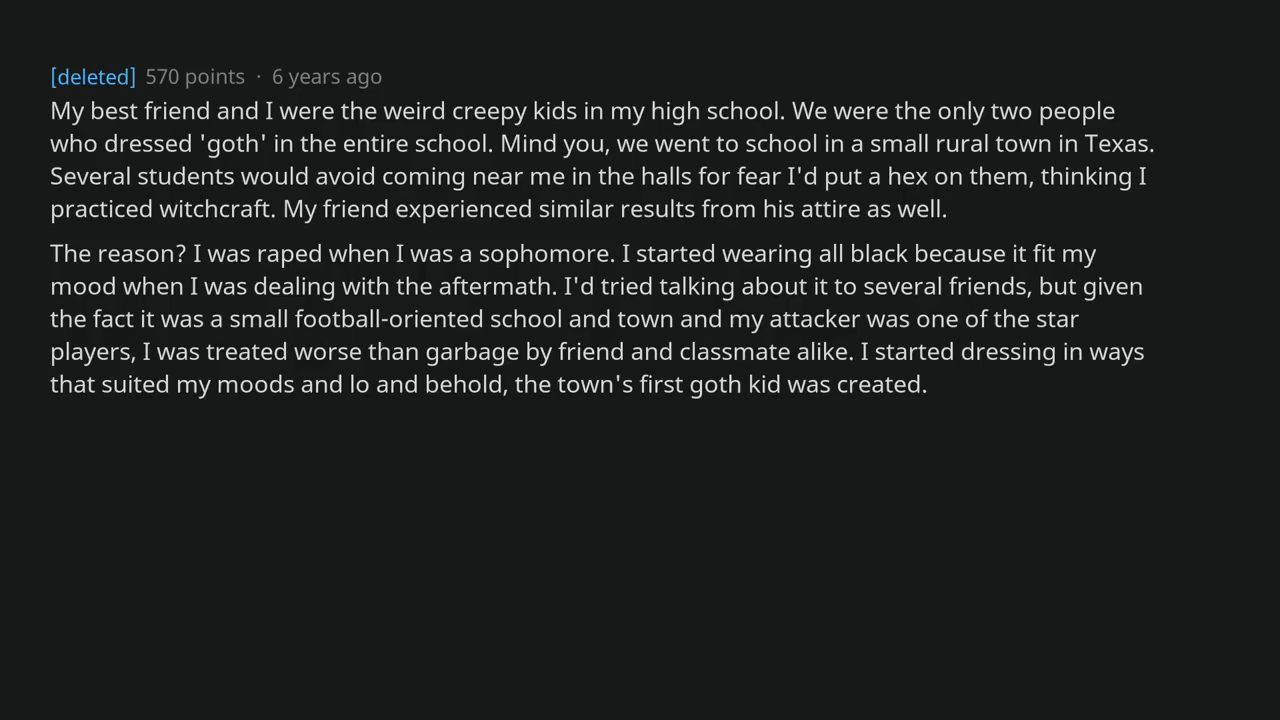 [deleted] 570 points · 6 years ago
My best friend and I were the weird creepy kids in my high school. We were the only two people
who dressed 'goth' in the entire school. Mind you, we went to school in a small rural town in Texas.
Several students would avoid coming near me in the halls for fear I'd put a hex on them, thinking I
practiced witchcraft. My friend experienced similar results from his attire as well.
The reason? I was raped when I was a sophomore. I started wearing all black because it fit my
mood when I was dealing with the aftermath. I'd tried talking about it to several friends, but given
the fact it was a small football-oriented school and town and my attacker was one of the star
players, I was treated worse than garbage by friend and classmate alike. I started dressing in ways
that suited my moods and lo and behold, the town's first goth kid was created.